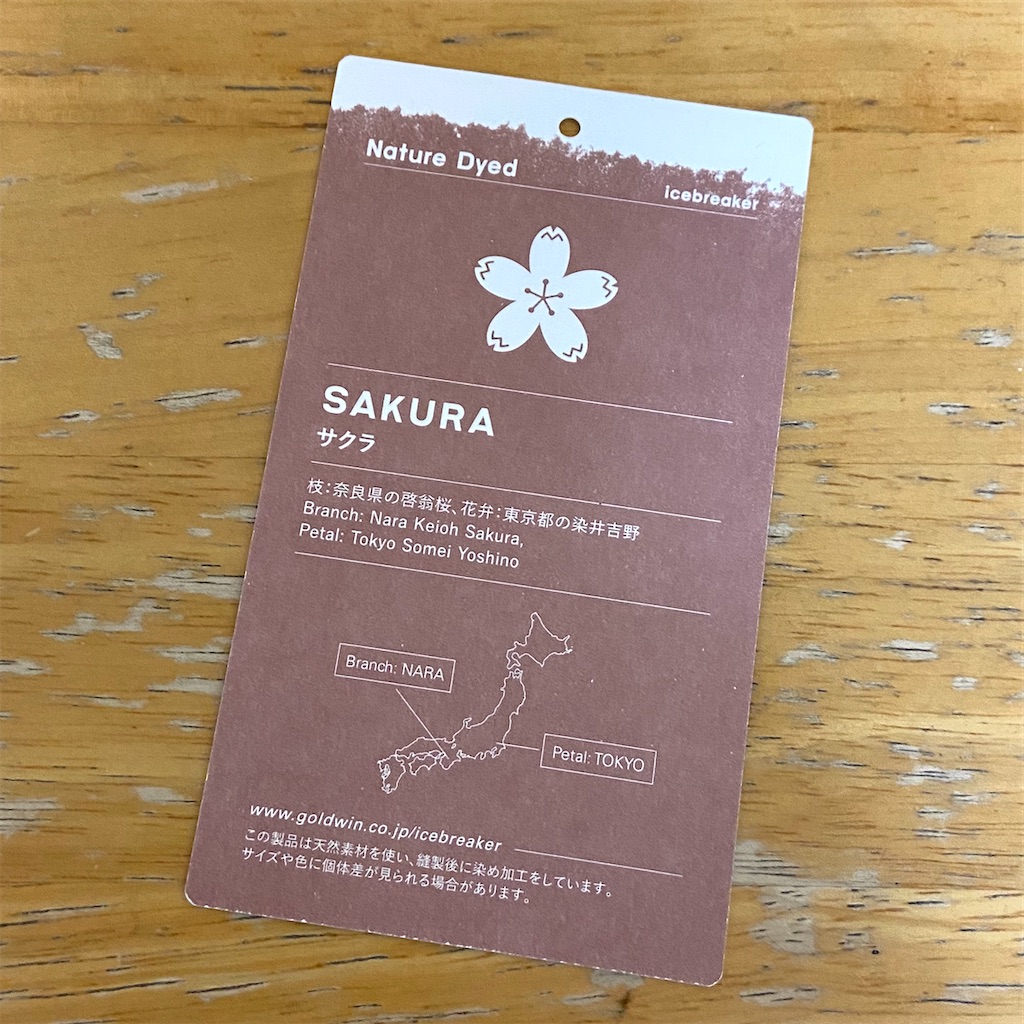 Nature Dyed
icebreaker
SAKURA
サクラ
枝：奈良県の啓翁桜、花弁：東京都の染井吉野
Branch: Nara Keioh Sakura,
Petal: Tokyo Somei Yoshino
Branch: NARA
Petal: TOKYO
www.goldwin.co.jp/icebreaker
この製品は天然素材を使い、縫製後に染め加工をしています。
サイズや色に個体差が見られる場合があります。